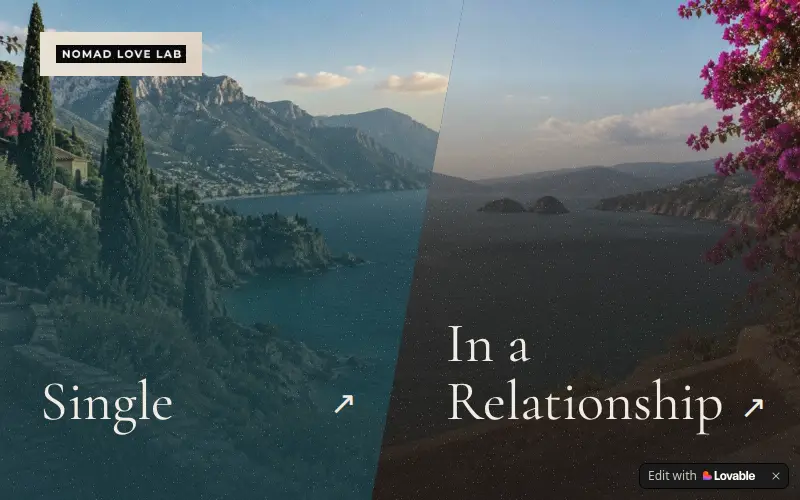 NOMAD LOVE LAB
Single ↗
In a
Relationship ↗
Edit with Lovable ×